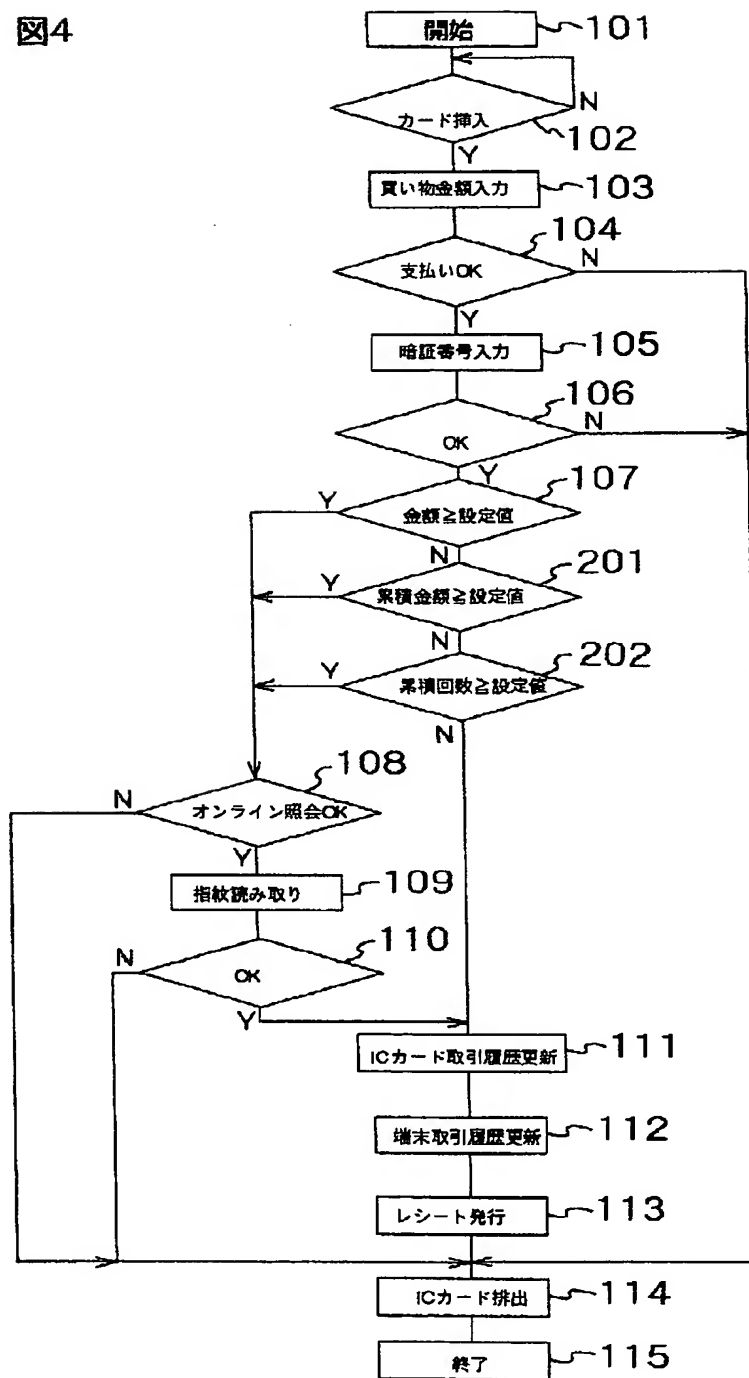 図4
開始 101
N
カード挿入 102
Y
買い物金額入力 103
104
支払いOK N
Y
暗証番号入力 105
106
OK N
Y
107
Y 金額≧設定値
N
201
Y 累積金額≧設定値
N
202
Y 累積回数≧設定値
N
108
N オンライン照会OK
Y
指紋読み取り 109
110
N OK
Y
ICカード取引履歴更新 111
端末取引履歴更新 112
レシート発行 113
ICカード排出 114
終了 115